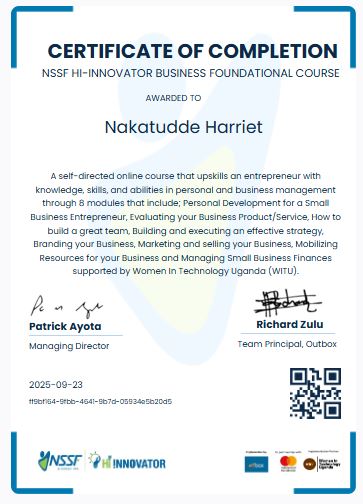 CERTIFICATE OF COMPLETION
NSSF HI-INNOVATOR BUSINESS FOUNDATIONAL COURSE
AWARDED TO
Nakatudde Harriet
A self-directed online course that upskills an entrepreneur with
knowledge, skills, and abilities in personal and business management
through 8 modules that include; Personal Development for a Small
Business Entrepreneur, Evaluating your Business Product/Service, How to
build a great team, Building and executing an effective strategy,
Branding your Business, Marketing and selling your Business, Mobilizing
Resources for your Business and Managing Small Business Finances
supported by Women In Technology Uganda (WITU).
Patrick Ayota
Managing Director
Richard Zulu
Team Principal, Outbox
2025-09-23
ff9bf164-9fbb-4641-9b7d-05934e5b20d5
NSSF
Hi INNOVATOR
outbox
mastercard
Women In
Technology
Uganda